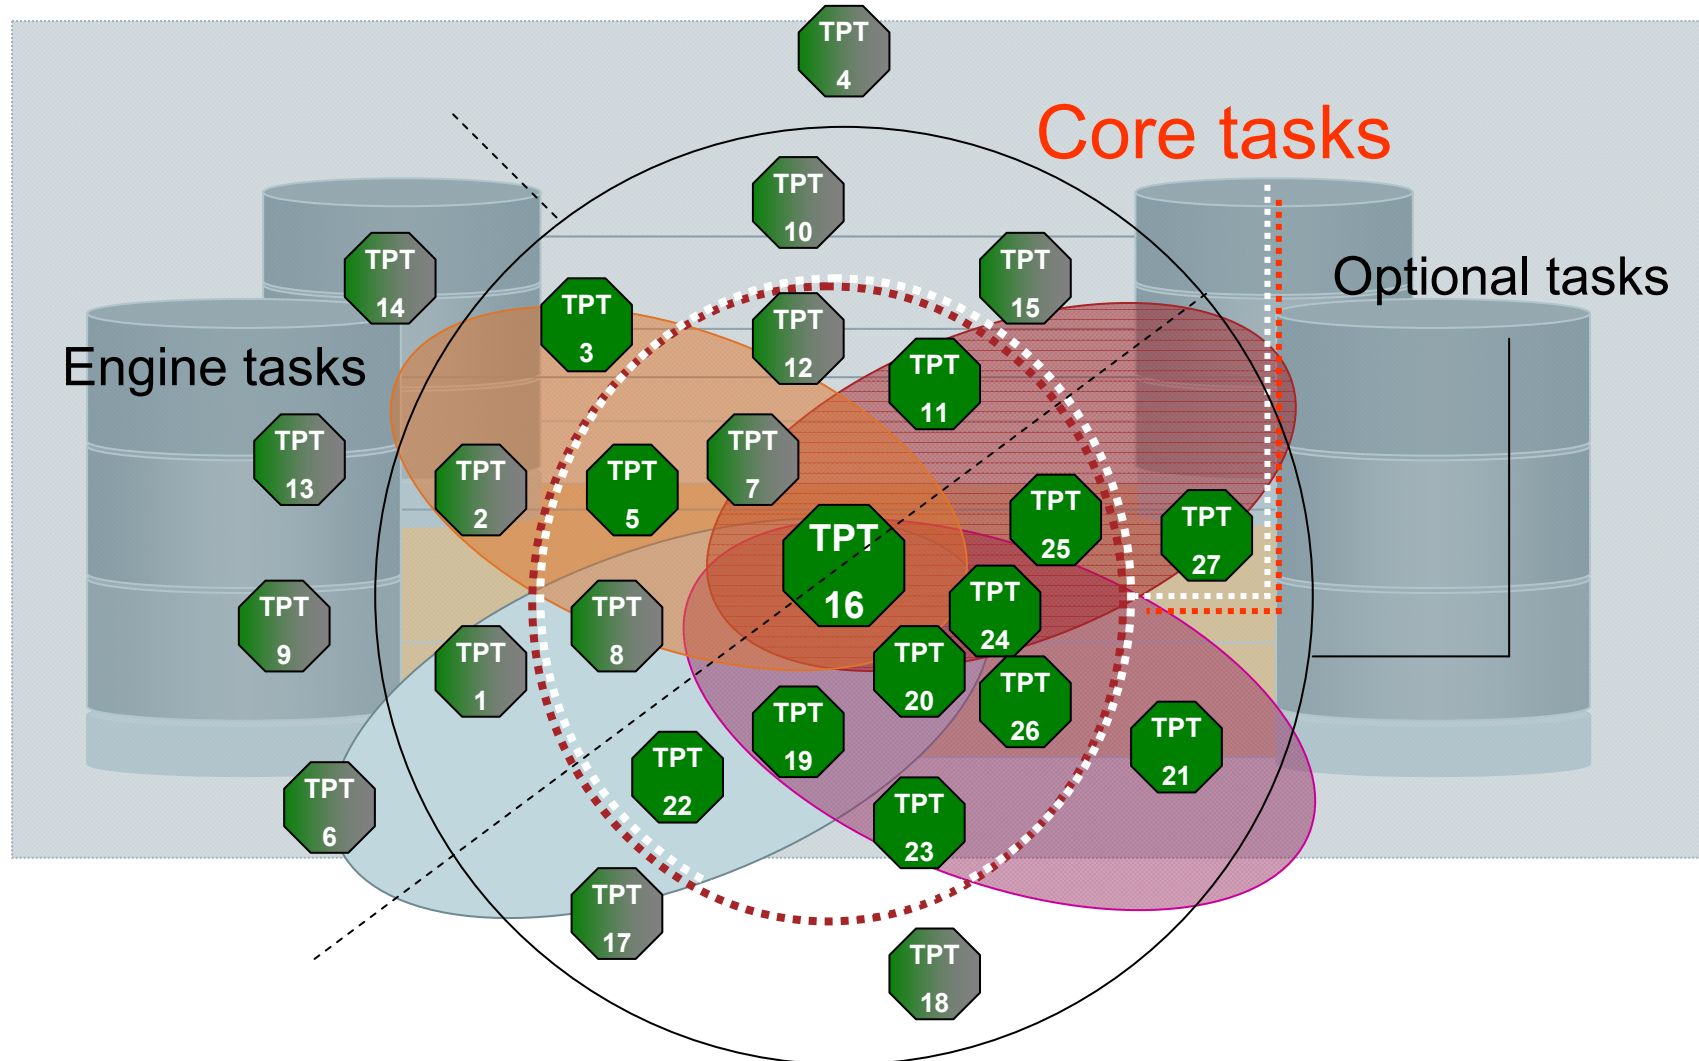 TPT
4
Core tasks
TPT
10
TPT
14
TPT
15
Optional tasks
TPT
3
TPT
12
Engine tasks
TPT
11
TPT
13
TPT
2
TPT
5
TPT
7
TPT
25
TPT
27
TPT
16
TPT
9
TPT
8
TPT
24
TPT
1
TPT
20
TPT
26
TPT
19
TPT
21
TPT
22
TPT
6
TPT
23
TPT
17
TPT
18